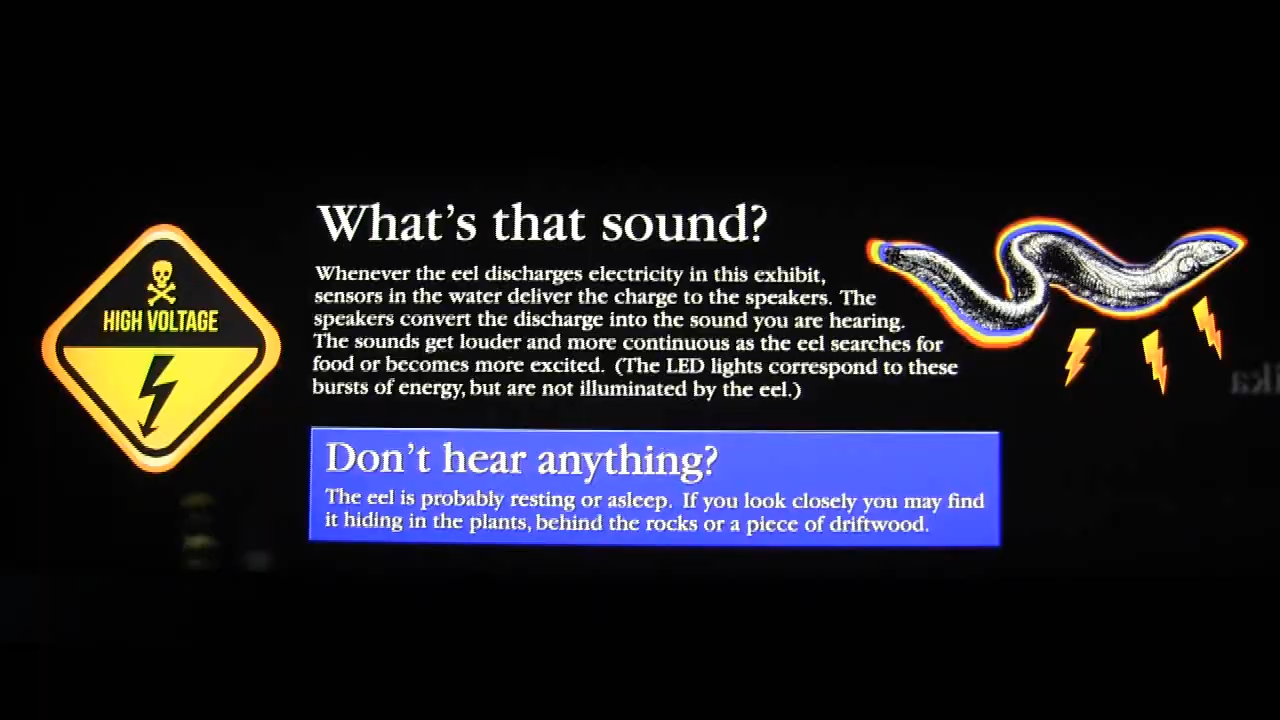 What's that sound?
Whenever the eel discharges electricity in this exhibit,
sensors in the water deliver the charge to the speakers. The
speakers convert the discharge into the sound you are hearing.
The sounds get louder and more continuous as the eel searches for
food or becomes more excited. (The LED lights correspond to these
bursts of energy, but are not illuminated by the eel.)
HIGH VOLTAGE
Don't hear anything?
The eel is probably resting or asleep. If you look closely you may find
it hiding in the plants, behind the rocks or a piece of driftwood.